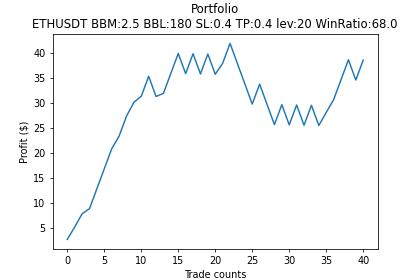 Portfolio
ETHUSDT BBM:2.5 BBL:180 SL:0.4 TP:0.4 lev:20 WinRatio:68.0
40
35
30
25
20
15
10
5
Profit ($)
0 5 10 15 20 25 30 35 40
Trade counts